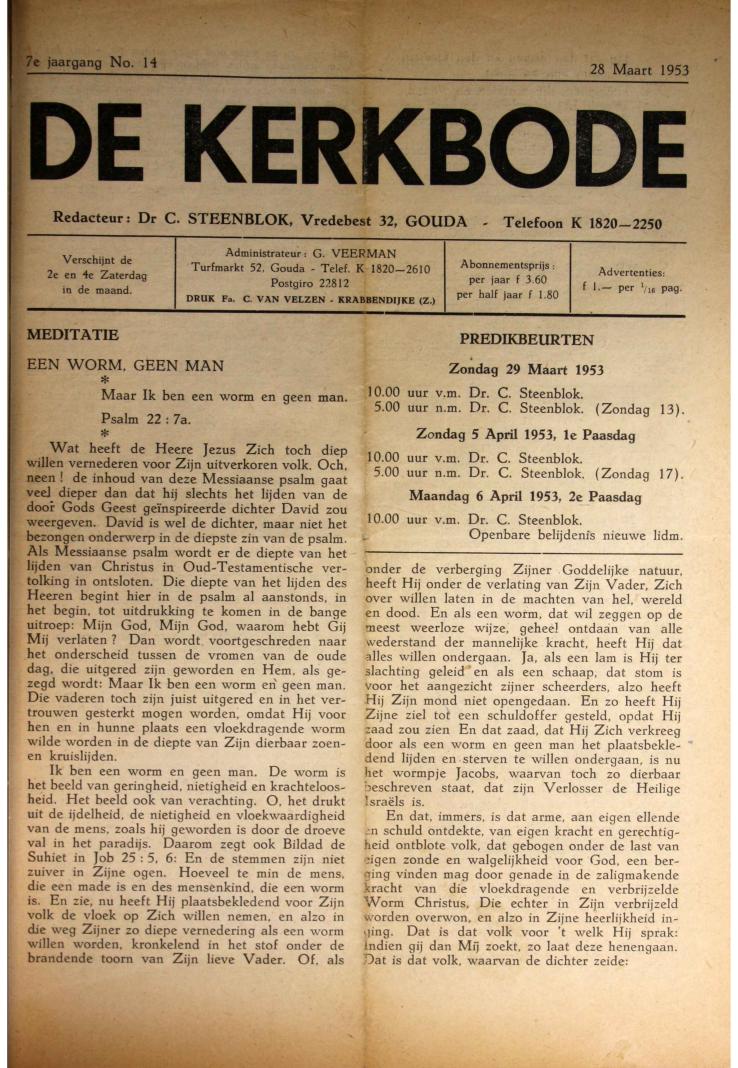 7e jaargang No. 14
28 Maart 1953
DE KERKBODE
Redacteur: Dr C. STEENBLOK, Vredebest 32, GOUDA - Telefoon K 1820—2250
Verschijnt de
2e en 4e Zaterdag
in de maand.
Administrateur: G. VEERMAN
Turfmarkt 52, Gouda - Telef. K 1820—2610
Postgiro 22812
DRUK Fa. C. VAN VELZEN - KRABBENDIJKE (Z.)
Abonnementsprijs:
per jaar f 3.60
per half jaar f 1.80
Advertenties:
f 1.— per 1/16 pag.
MEDITATIE
EEN WORM, GEEN MAN
*
Maar Ik ben een worm en geen man.
Psalm 22 : 7a.
*
Wat heeft de Heere Jezus Zich toch diep
willen vernederen voor Zijn uitverkoren volk. Och,
neen! de inhoud van deze Messiaanse psalm gaat
veel dieper dan dat hij slechts het lijden van de
door Gods Geest geïnspireerde dichter David zou
weergeven. David is wel de dichter, maar niet het
bezongen onderwerp in de diepste zin van de psalm.
Als Messiaanse psalm wordt er de diepte van het
lijden van Christus in Oud-Testamentische ver-
tolking in ontsloten. Die diepte van het lijden des
Heeren begint hier in de psalm al aanstonds, in
het begin, tot uitdrukking te komen in de bange
uitroep: Mijn God, Mijn God, waarom hebt Gij
Mij verlaten? Dan wordt voortgeschreden naar
het onderscheid tussen de vromen van de oude
dag, die uitgered zijn geworden en Hem, als ge-
zegd wordt: Maar Ik ben een worm en geen man.
Die vaderen toch zijn juist uitgered en in het ver-
trouwen gesterkt mogen worden, omdat Hij voor
hen en in hunne plaats een vloekdragende worm
wilde worden in de diepte van Zijn dierbaar zoen-
en kruislijden.
Ik ben een worm en geen man. De worm is
het beeld van geringheid, nietigheid en krachteloos-
heid. Het beeld ook van verachting. O, het drukt
uit de ijdelheid, de nietigheid en vloekwaardigheid
van de mens, zoals hij geworden is door de droeve
val in het paradijs. Daarom zegt ook Bildad de
Suhiet in Job 25 : 5, 6: En de stemmen zijn niet
zuiver in Zijne ogen. Hoeveel te min de mens,
die een made is en des mensenkind, die een worm
is. En zie, nu heeft Hij plaatsbekledend voor Zijn
volk de vloek op Zich willen nemen, en alzo in
die weg Zijner zo diepe vernedering als een worm
willen worden, kronkelend in het stof onder de
brandende toorn van Zijn lieve Vader. Of, als
PREDIKBEURTEN
Zondag 29 Maart 1953
10.00 uur v.m. Dr. C. Steenblok.
5.00 uur n.m. Dr. C. Steenblok. (Zondag 13).
Zondag 5 April 1953, 1e Paasdag
10.00 uur v.m. Dr. C. Steenblok.
5.00 uur n.m. Dr. C. Steenblok. (Zondag 17).
Maandag 6 April 1953, 2e Paasdag
10.00 uur v.m. Dr. C. Steenblok.
Openbare belijdenis nieuwe lidm.
onder de verberging Zijner Goddelijke natuur,
heeft Hij onder de verlating van Zijn Vader, Zich
over willen laten in de machten van hel, wereld
en dood. En als een worm, dat wil zeggen op de
meest weerloze wijze, geheel ontdaan van alle
wederstand der mannelijke kracht, heeft Hij dat
alles willen ondergaan. Ja, als een lam is Hij ter
slachting geleid en als een schaap, dat stom is
voor het aangezicht zijner scheerders, alzo heeft
Hij Zijn mond niet opengedaan. En zo heeft Hij
Zijne ziel tot een schuldoffer gesteld, opdat Hij
zaad zou zien En dat zaad, dat Hij Zich verkreeg
door als een worm en geen man het plaatsbekle-
dend lijden en sterven te willen ondergaan, is nu
het wormpje Jacobs, waarvan toch zo dierbaar
beschreven staat, dat zijn Verlosser de Heilige
Israëls is.
En dat, immers, is dat arme, aan eigen ellende
en schuld ontdekte, van eigen kracht en gerechtig-
heid ontblote volk, dat gebogen onder de last van
eigen zonde en walgelijkheid voor God, een ber-
ging vinden mag door genade in de zaligmakende
kracht van die vloekdragende en verbrijzelde
Worm Christus, Die echter in Zijn verbrijzeld
worden overwon, en alzo in Zijne heerlijkheid in-
ging. Dat is dat volk voor 't welk Hij sprak:
indien gij dan Mij zoekt, zo laat deze henengaan.
Dat is dat volk, waarvan de dichter zeide: